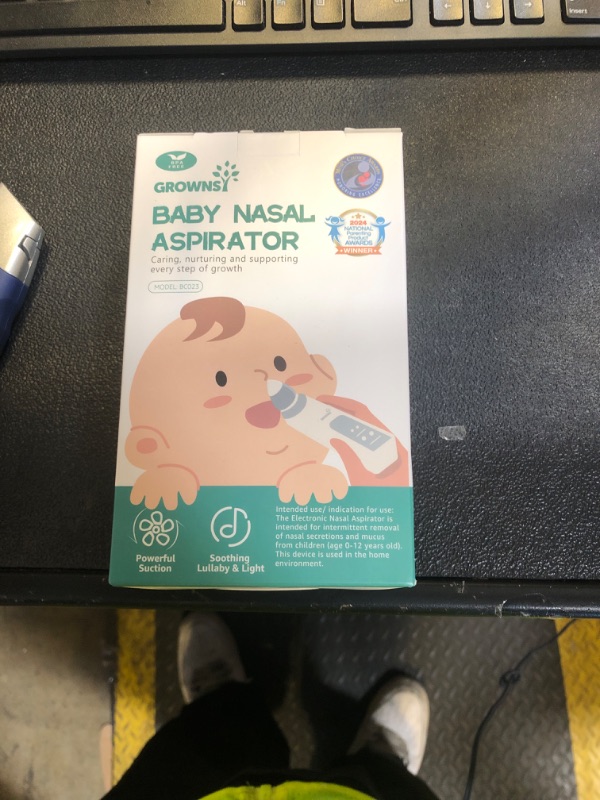 BPA
FREE
GROWNSY
BABY NASAL
ASPIRATOR
Caring, nurturing and supporting
every step of growth
MODEL: BC023
2024
NATIONAL
Parenting
Product
AWARDS
WINNER
Powerful
Suction
Soothing
Lullaby & Light
Intended use/ indication for use:
The Electronic Nasal Aspirator is
intended for intermittent removal
of nasal secretions and mucus
from children (age 0-12 years old).
This device is used in the home
environment.
Alt
Insert